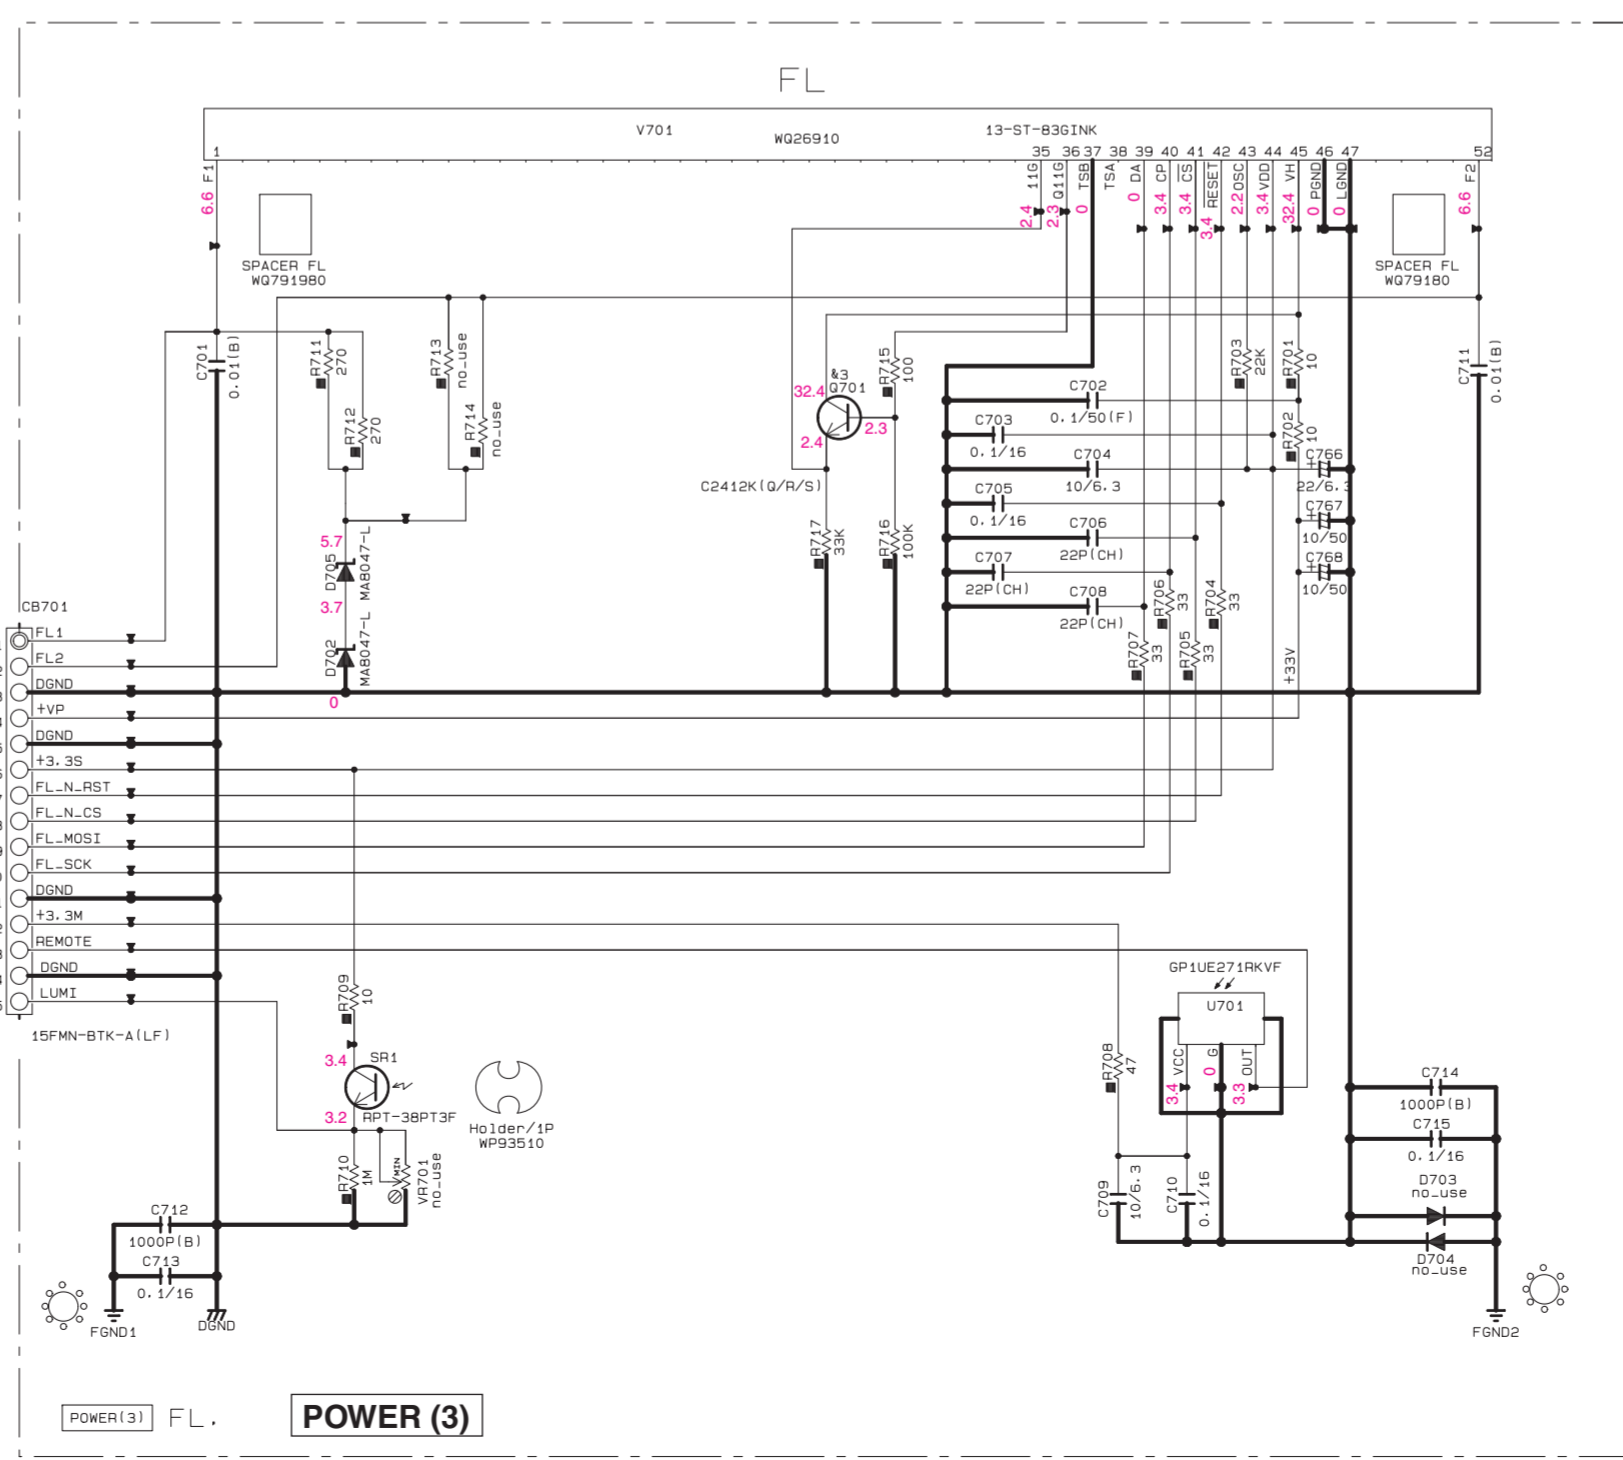 FL
V701
WQ26910
13-ST-83GINK
1 35 36 37 38 39 40 41 42 43 44 45 46 47 52
F1 11G Q11G TSB TSA DA CP CS RESET OSC VDD VH PGND LGND F2
6.6 2.4 2.3 0 0 3.4 3.4 3.4 2.2 3.4 32.4 0 0 6.6
SPACER FL
WQ791980
SPACER FL
WQ79180
C701
0.01(B)
R711
270
R712
270
R713
no_use
R714
no_use
&3
Q701
32.4
2.3
2.4
C2412K(Q/R/S)
R715
100
R717
33K
R716
100K
C702
0.1/50(F)
C703
0.1/16
C704
10/6.3
C705
0.1/16
C706
22P(CH)
C707
22P(CH)
C708
22P(CH)
R703
22K
R701
10
R702
10
C766
22/6.3
C767
10/50
C768
10/50
C711
0.01(B)
R706
33
R704
33
R707
33
R705
33
+33V
5.7
D705
MA8047-L
3.7
D702
MA8047-L
0
CB701
FL1
FL2
DGND
+VP
DGND
+3.3S
FL_N_RST
FL_N_CS
FL_MOSI
FL_SCK
DGND
+3.3M
REMOTE
DGND
LUMI
15FMN-BTK-A(LF)
R709
10
3.4
SR1
3.2
RPT-38PT3F
R710
1M
MIN
VR701
no_use
Holder/1P
WP93510
GP1UE271RKVF
U701
VCC G OUT
3.4 0 3.3
R708
47
C709
10/6.3
C710
0.1/16
C714
1000P(B)
C715
0.1/16
D703
no_use
D704
no_use
C712
1000P(B)
C713
0.1/16
FGND1
DGND
FGND2
POWER(3)
FL.
POWER (3)